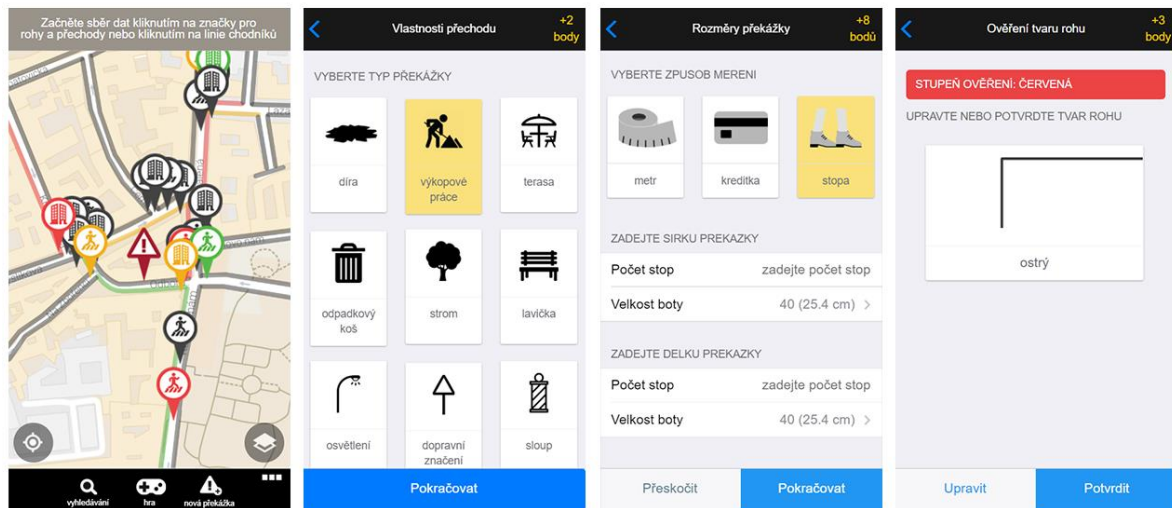 Začněte sběr dat kliknutím na značky pro
rohy a přechody nebo kliknutím na linie chodníků
vyhledávání
hra
nová překážka
Vlastnosti přechodu
+2
body
VYBERTE TYP PŘEKÁŽKY
díra
výkopové
práce
terasa
odpadkový
koš
strom
lavička
osvětlení
dopravní
značení
sloup
Pokračovat
Rozměry překážky
+8
bodů
VYBERTE ZPUSOB MERENI
metr
kreditka
stopa
ZADEJTE SIRKU PREKAZKY
Počet stop
zadejte počet stop
Velkost boty
40 (25.4 cm)
ZADEJTE DELKU PREKAZKY
Počet stop
zadejte počet stop
Velkost boty
40 (25.4 cm)
Přeskočit
Pokračovat
Ověření tvaru rohu
+3
body
STUPEŇ OVĚŘENÍ: ČERVENÁ
UPRAVTE NEBO POTVRDTE TVAR ROHU
ostrý
Upravit
Potvrdit